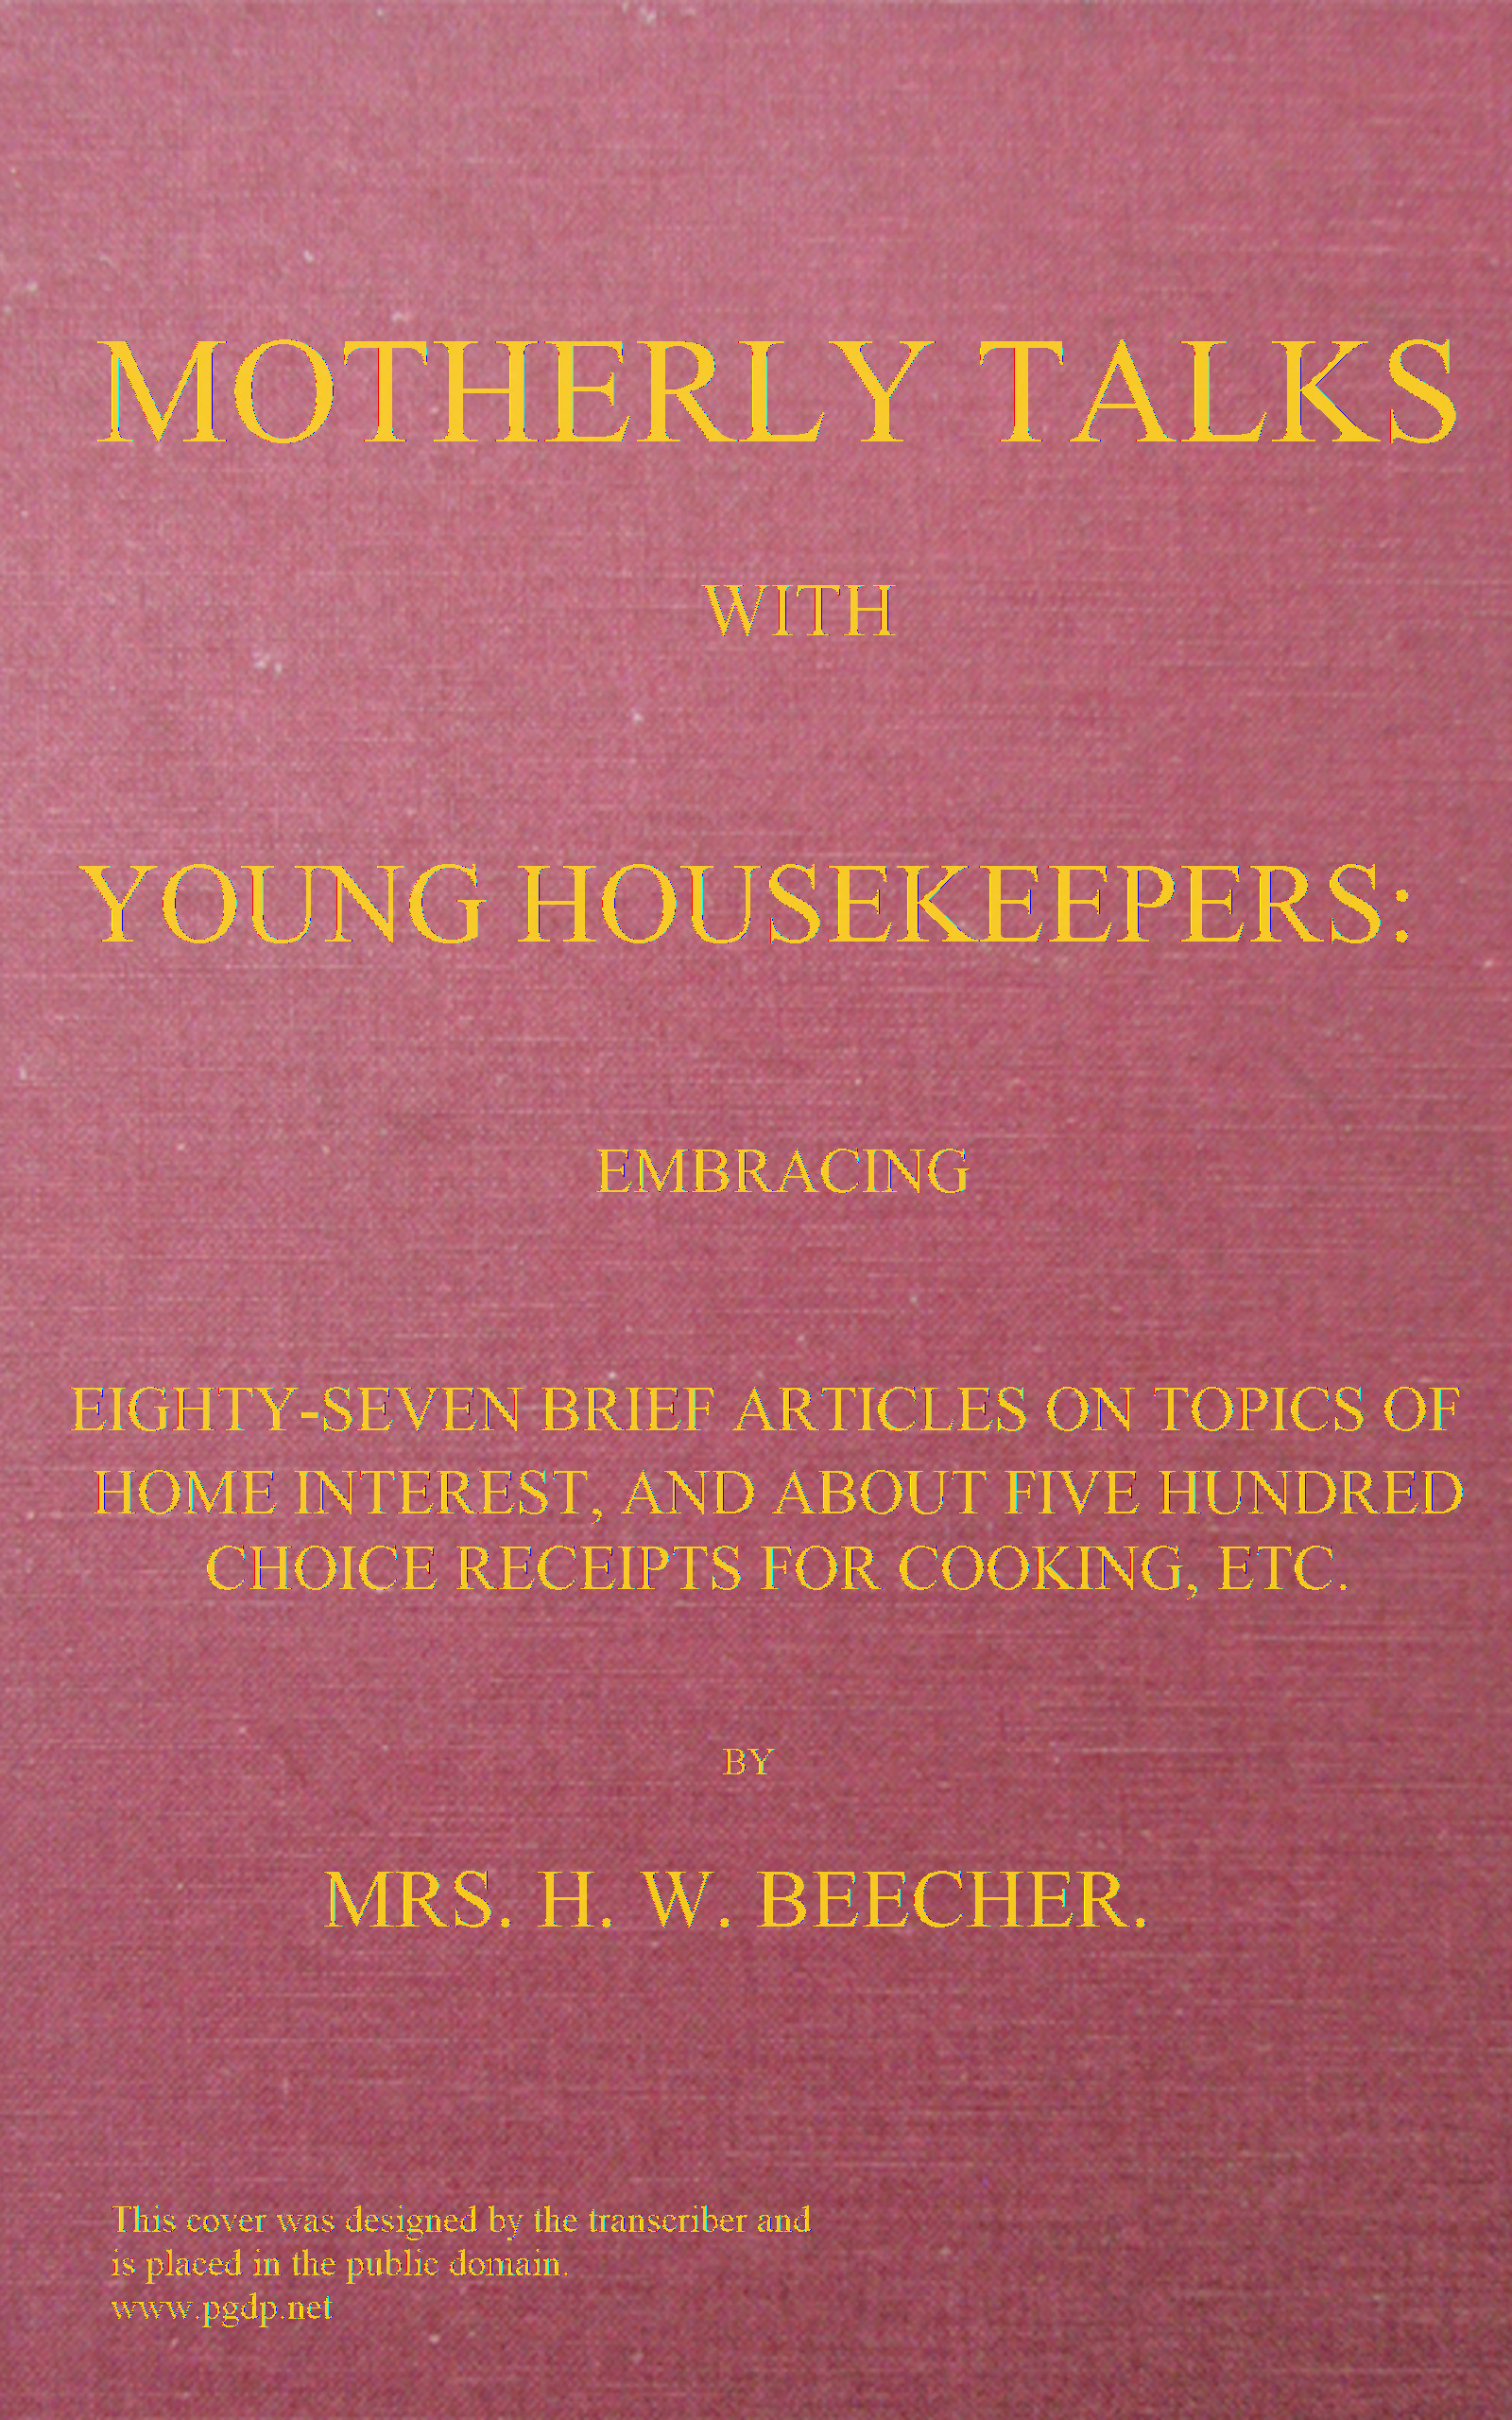 MOTHERLY TALKS
WITH
YOUNG HOUSEKEEPERS:
EMBRACING
EIGHTY-SEVEN BRIEF ARTICLES ON TOPICS OF
HOME INTEREST, AND ABOUT FIVE HUNDRED
CHOICE RECEIPTS FOR COOKING, ETC.
BY
MRS. H. W. BEECHER.
This cover was designed by the transcriber and
is placed in the public domain.
www.pgdp.net